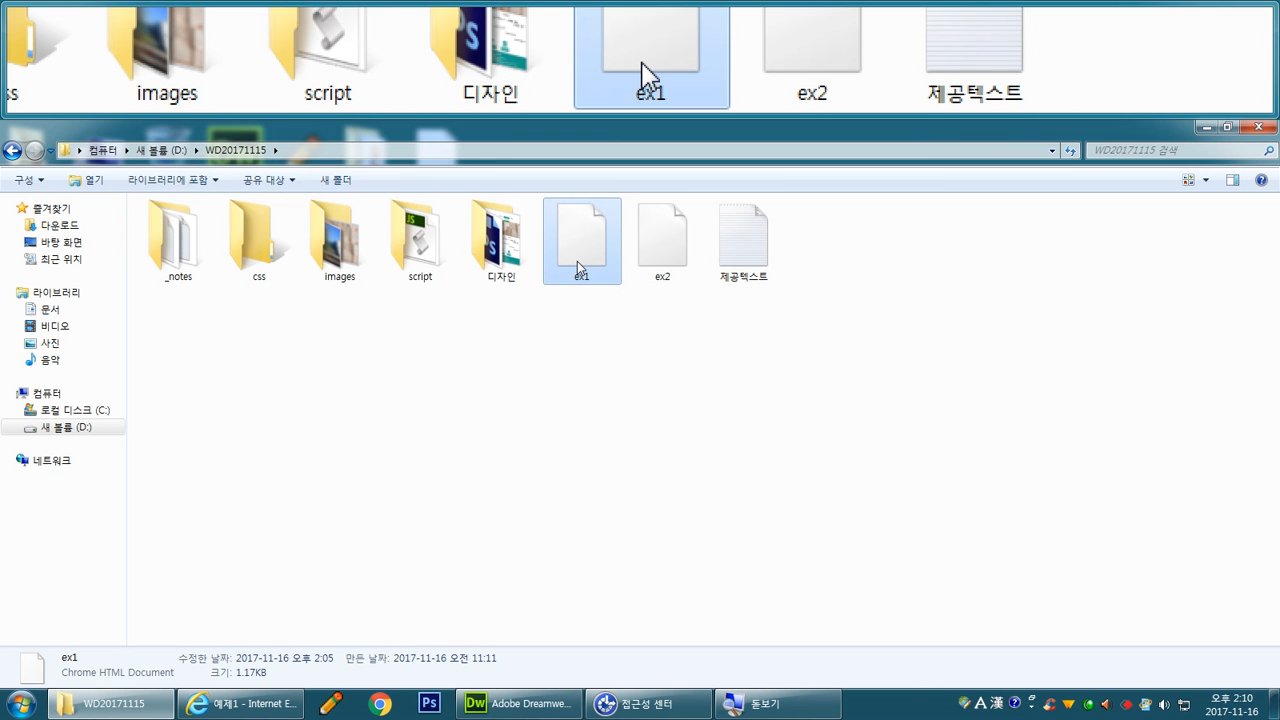 ss
images
script
디자인
ex1
ex2
제공텍스트
컴퓨터
새 볼륨 (D:)
WD20171115
WD20171115 검색
구성
열기
라이브러리에 포함
공유 대상
새 폴더
즐겨찾기
다운로드
바탕 화면
최근 위치
라이브러리
문서
비디오
사진
음악
컴퓨터
로컬 디스크 (C:)
새 볼륨 (D:)
네트워크
_notes
css
images
JS
script
디자인
ex1
ex2
제공텍스트
ex1
수정한 날짜: 2017-11-16 오후 2:05
만든 날짜: 2017-11-16 오전 11:11
Chrome HTML Document
크기: 1.17KB
WD20171115
예제1 - Internet E...
Ps
Dw
Adobe Dreamwe...
접근성 센터
돋보기
A 漢
오후 2:10
2017-11-16